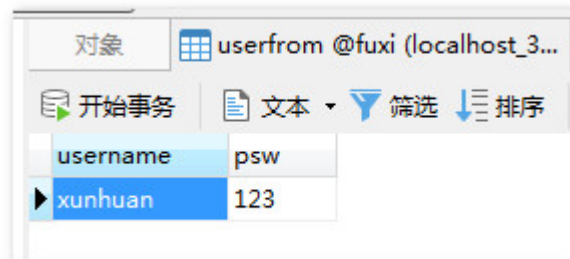 对象 userfrom @fuxi (localhost_3...
开始事务 文本 筛选 排序
username psw
xunhuan 123